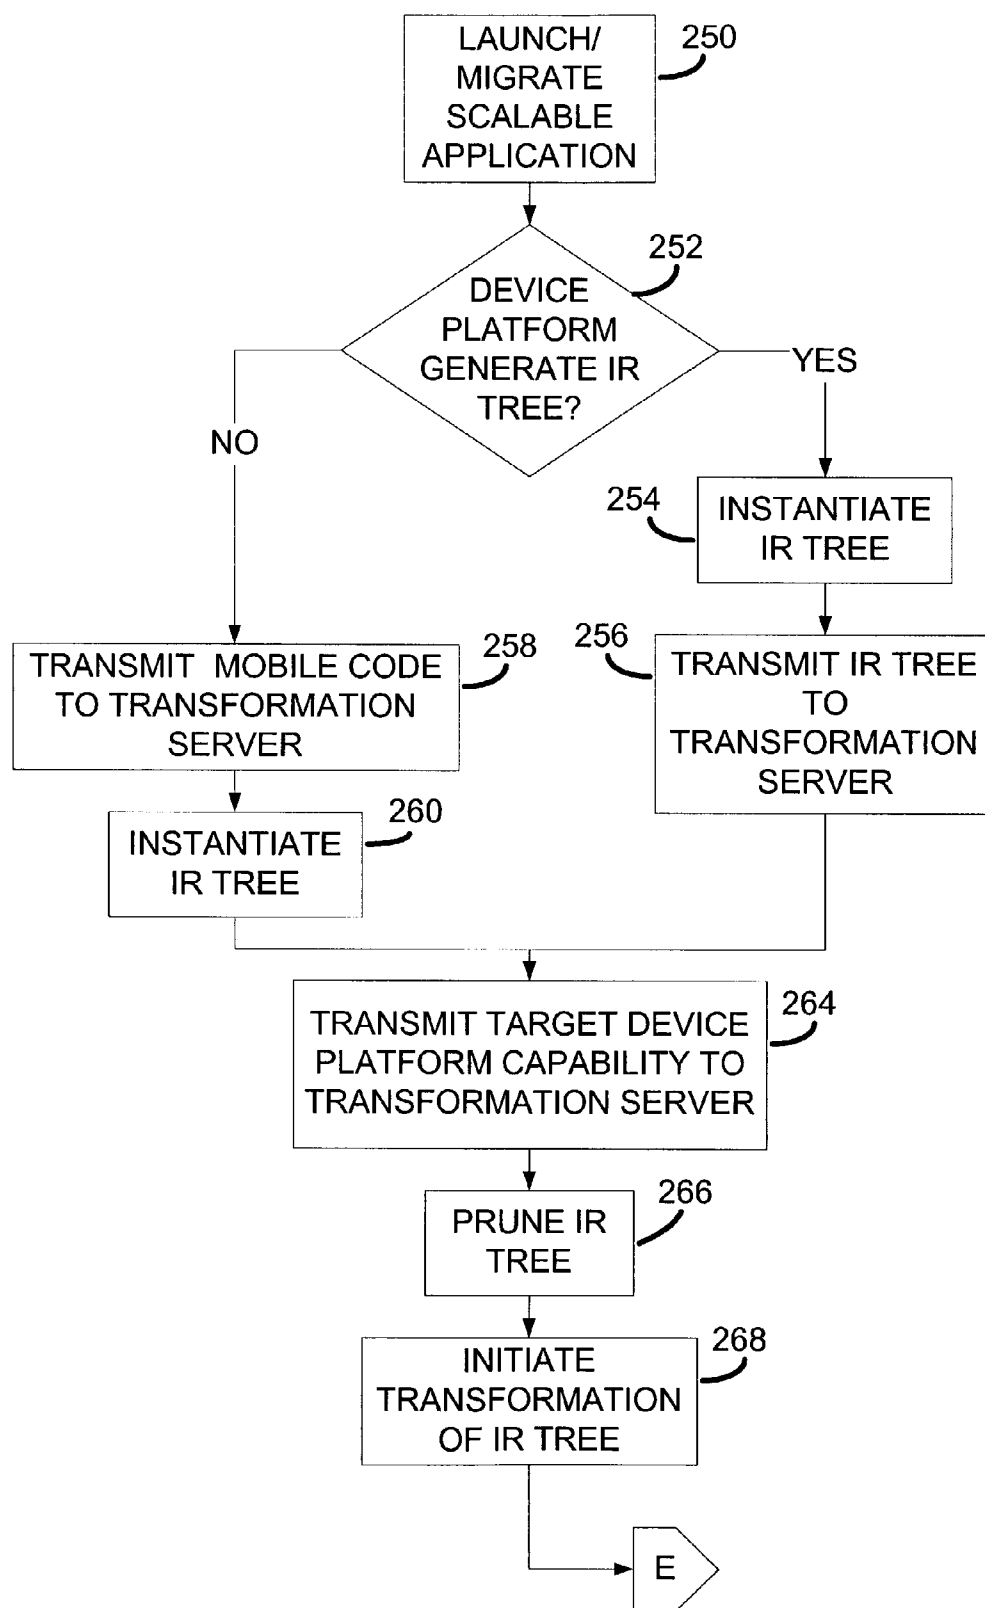 LAUNCH/
MIGRATE
SCALABLE
APPLICATION
250
252
DEVICE
PLATFORM
GENERATE IR
TREE?
YES
NO
254
INSTANTIATE
IR TREE
258
TRANSMIT MOBILE CODE
TO TRANSFORMATION
SERVER
256
TRANSMIT IR TREE
TO
TRANSFORMATION
SERVER
260
INSTANTIATE
IR TREE
264
TRANSMIT TARGET DEVICE
PLATFORM CAPABILITY TO
TRANSFORMATION SERVER
266
PRUNE IR
TREE
268
INITIATE
TRANSFORMATION
OF IR TREE
E